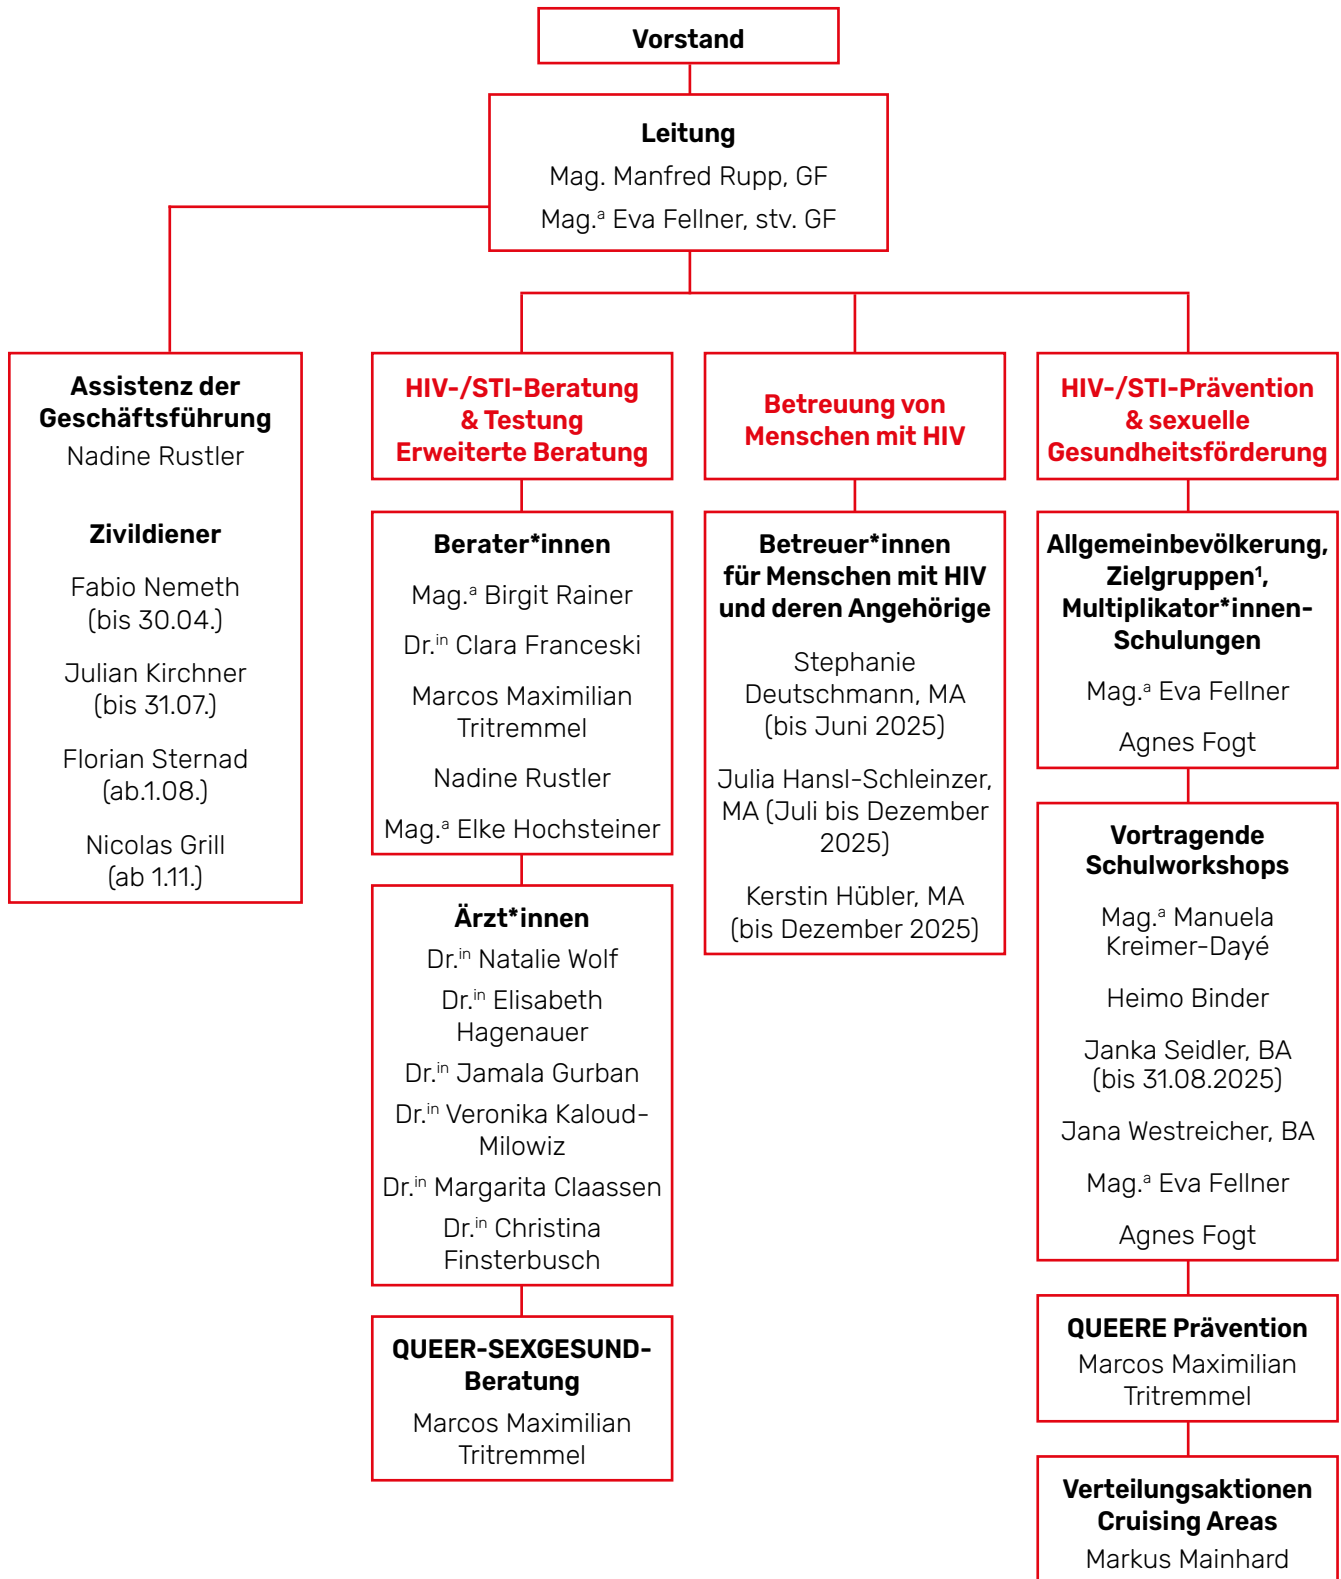 Vorstand
Leitung
Mag. Manfred Rupp, GF
Mag.ª Eva Fellner, stv. GF
Assistenz der
Geschäftsführung
Nadine Rustler
Zivildiener
Fabio Nemeth
(bis 30.04.)
Julian Kirchner
(bis 31.07.)
Florian Sternad
(ab.1.08.)
Nicolas Grill
(ab 1.11.)
HIV-/STI-Beratung
& Testung
Erweiterte Beratung
Berater*innen
Mag.ª Birgit Rainer
Dr.ⁱⁿ Clara Franceski
Marcos Maximilian
Tritremmel
Nadine Rustler
Mag.ª Elke Hochsteiner
Ärzt*innen
Dr.ⁱⁿ Natalie Wolf
Dr.ⁱⁿ Elisabeth
Hagenauer
Dr.ⁱⁿ Jamala Gurban
Dr.ⁱⁿ Veronika Kaloud-
Milowiz
Dr.ⁱⁿ Margarita Claassen
Dr.ⁱⁿ Christina
Finsterbusch
QUEER-SEXGESUND-
Beratung
Marcos Maximilian
Tritremmel
Betreuung von
Menschen mit HIV
Betreuer*innen
für Menschen mit HIV
und deren Angehörige
Stephanie
Deutschmann, MA
(bis Juni 2025)
Julia Hansl-Schleinzer,
MA (Juli bis Dezember
2025)
Kerstin Hübler, MA
(bis Dezember 2025)
HIV-/STI-Prävention
& sexuelle
Gesundheitsförderung
Allgemeinbevölkerung,
Zielgruppen¹,
Multiplikator*innen-
Schulungen
Mag.ª Eva Fellner
Agnes Fogt
Vortragende
Schulworkshops
Mag.ª Manuela
Kreimer-Dayé
Heimo Binder
Janka Seidler, BA
(bis 31.08.2025)
Jana Westreicher, BA
Mag.ª Eva Fellner
Agnes Fogt
QUEERE Prävention
Marcos Maximilian
Tritremmel
Verteilungsaktionen
Cruising Areas
Markus Mainhard